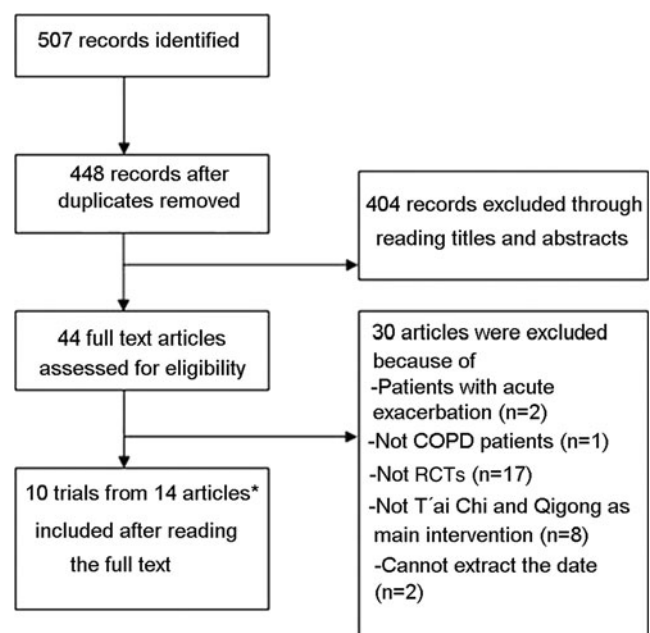 507 records identified
448 records after
duplicates removed
404 records excluded through
reading titles and abstracts
44 full text articles
assessed for eligibility
30 articles were excluded
because of
-Patients with acute
exacerbation (n=2)
-Not COPD patients (n=1)
-Not RCTs (n=17)
-Not T´ai Chi and Qigong as
main intervention (n=8)
-Cannot extract the date
(n=2)
10 trials from 14 articles*
included after reading
the full text